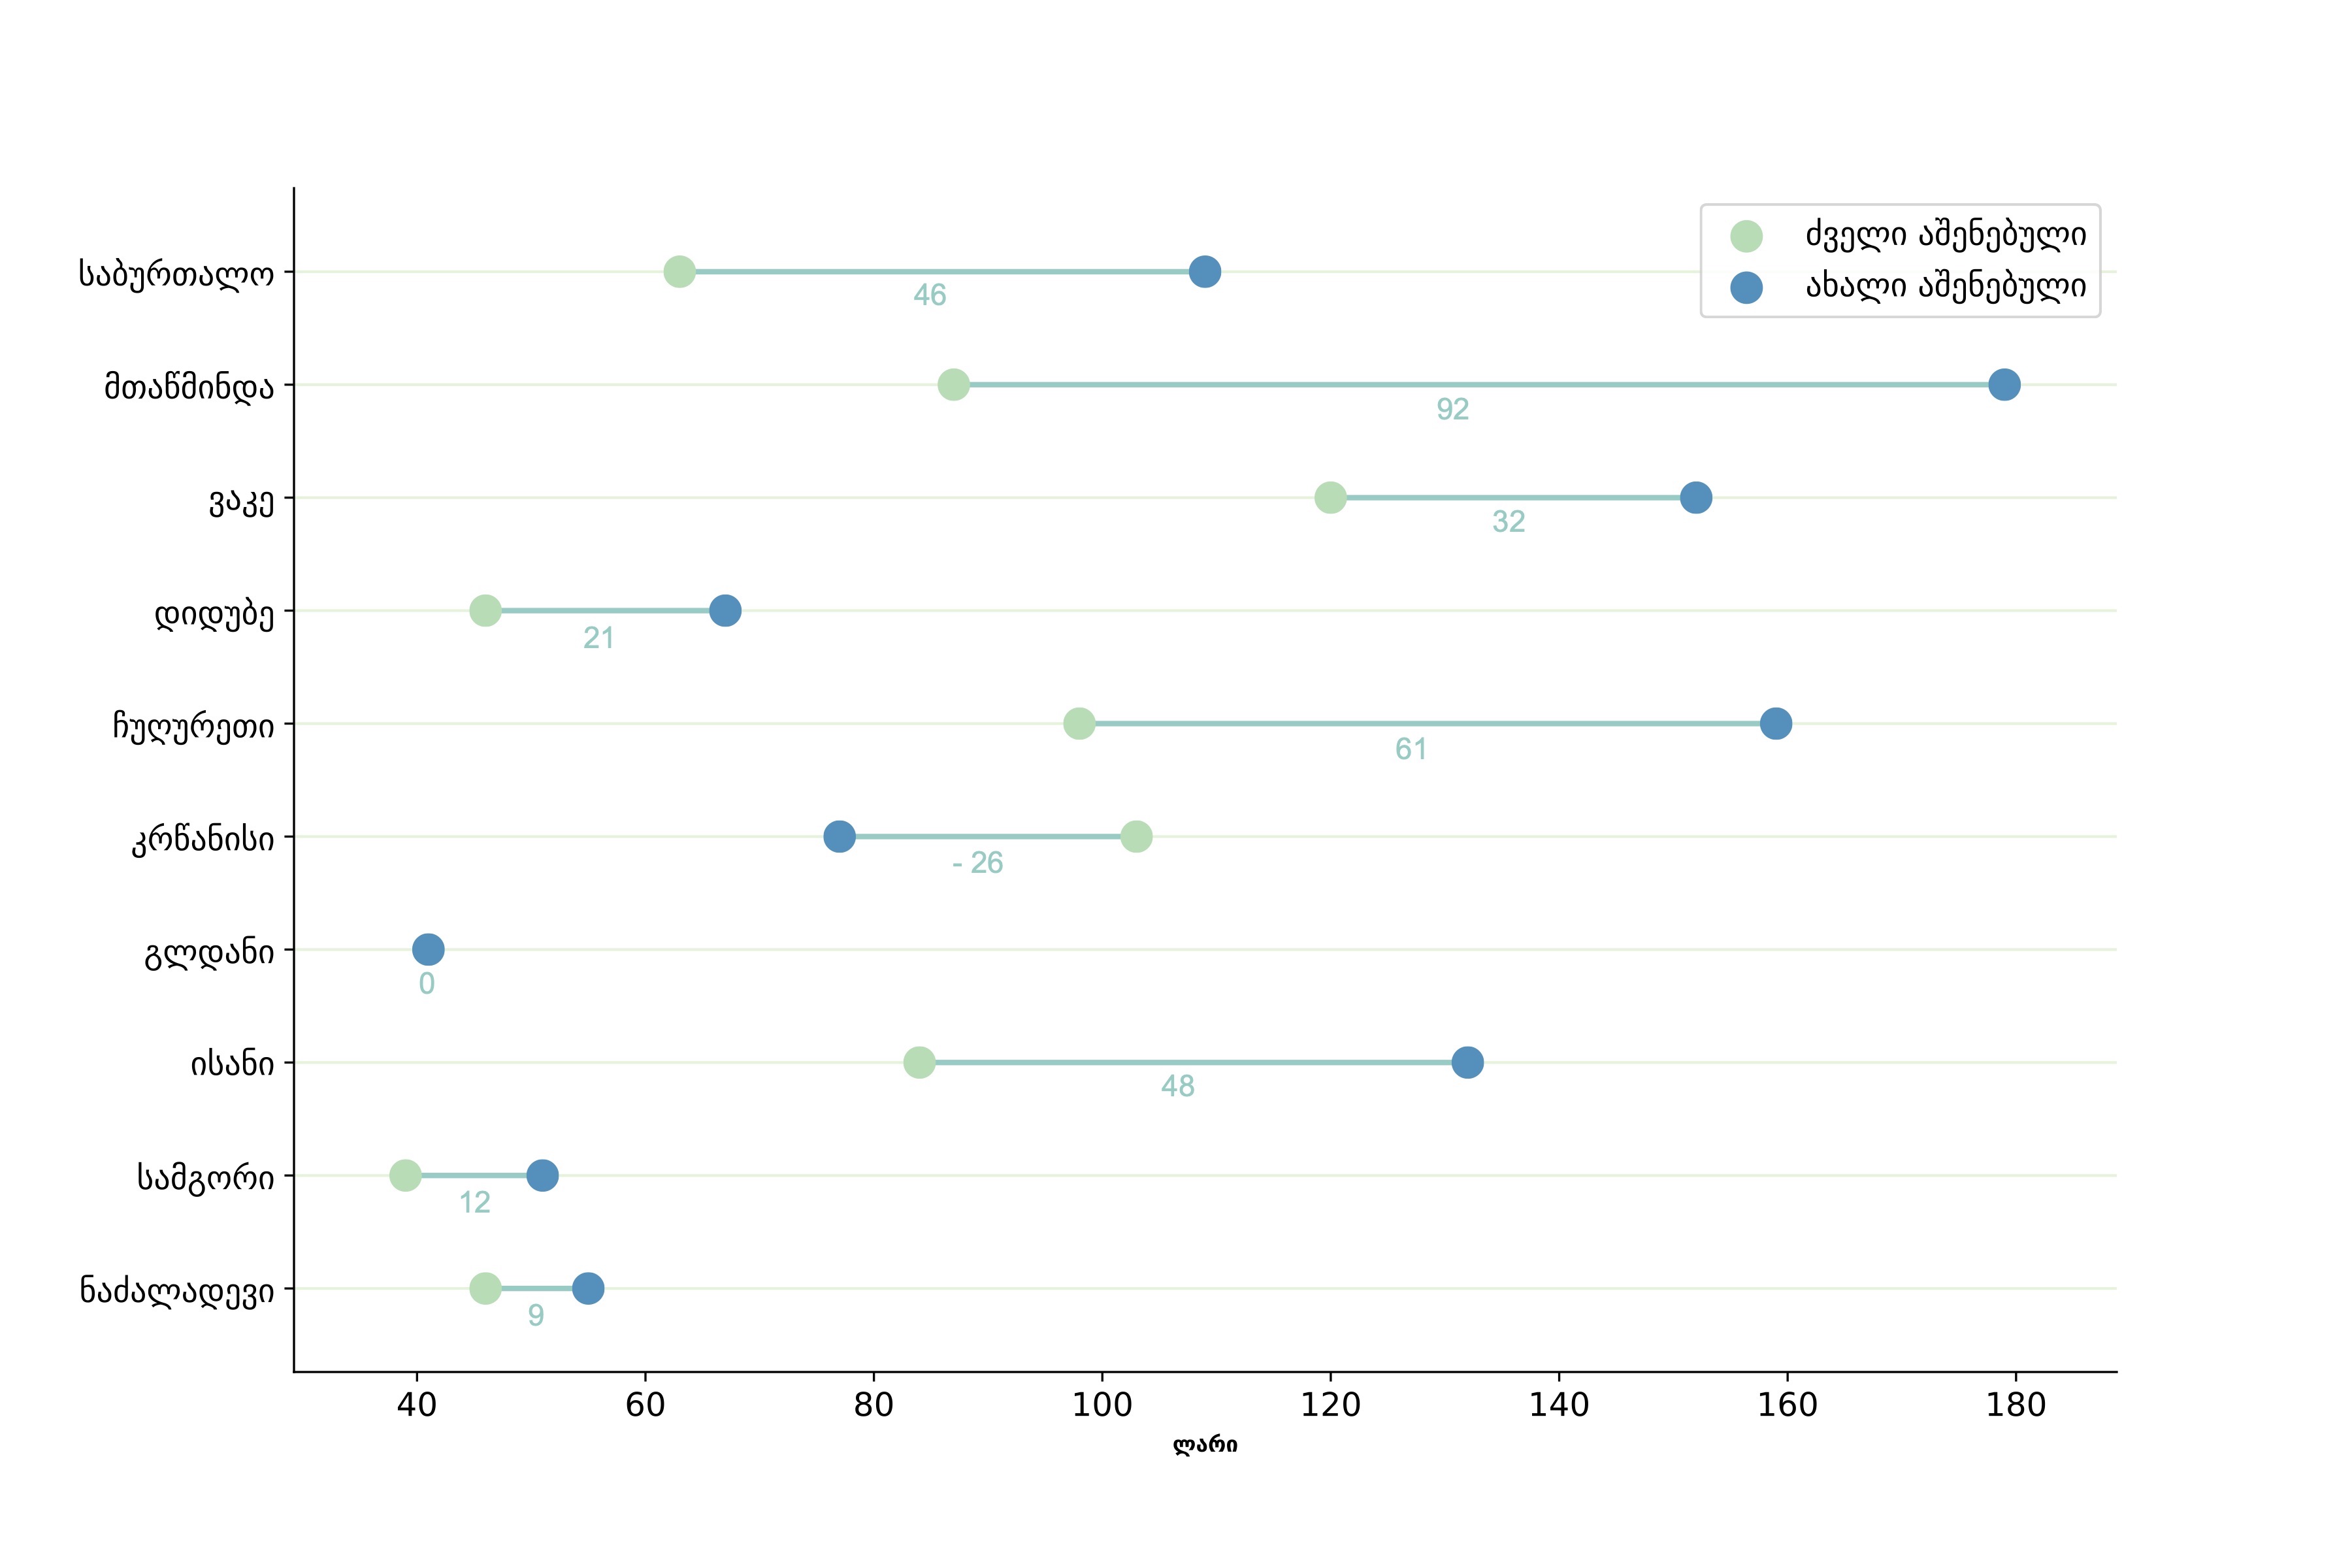 ძველი აშენებული
ახალი აშენებული
საბურთალო
46
მთაწმინდა
92
ვაკე
32
დიდუბე
21
ჩუღურეთი
61
კრწანისი
- 26
გლდანი
0
ისანი
48
სამგორი
12
ნაძალადევი
9
40 60 80 100 120 140 160 180
ლარი